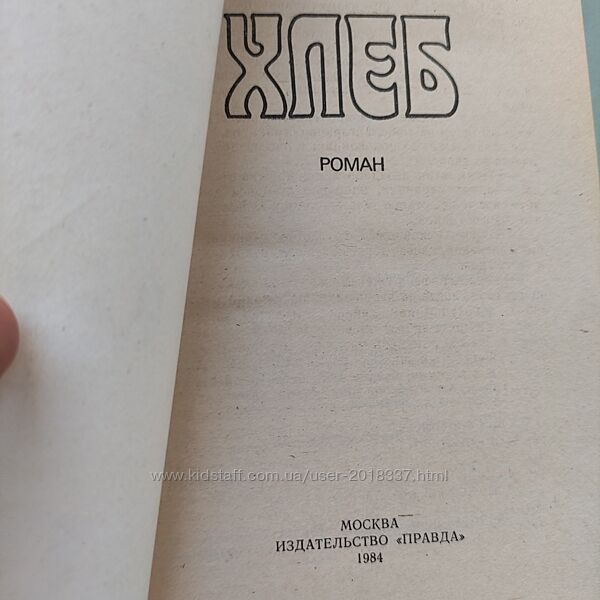 ХЛЕБ
РОМАН
www.kidstaff.com.ua/user-2018337.html
МОСКВА
ИЗДАТЕЛЬСТВО «ПРАВДА»
1984